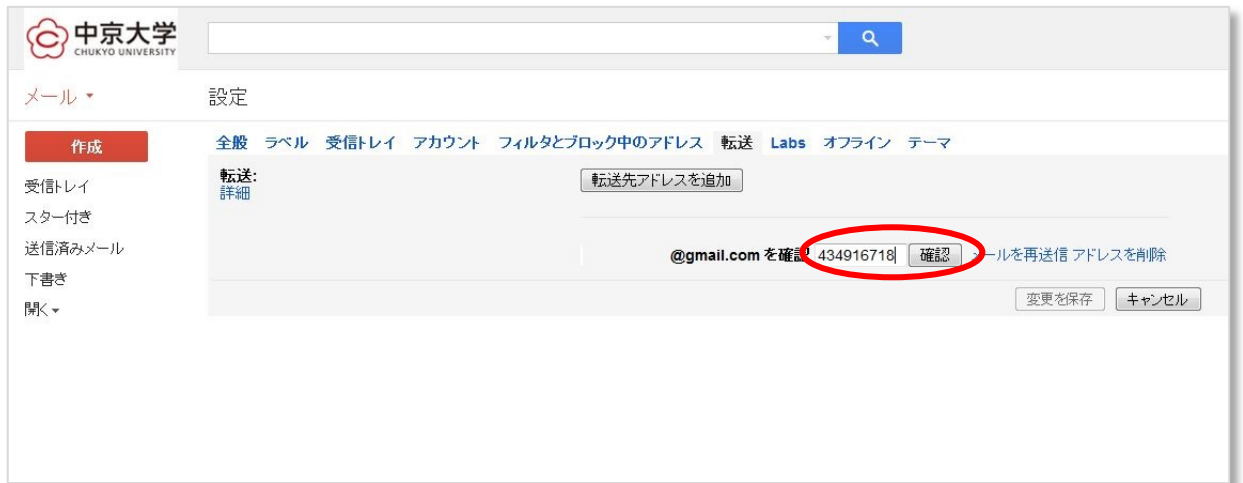 中京大学
CHUKYO UNIVERSITY
メール
設定
作成
全般 ラベル 受信トレイ アカウント フィルタとブロック中のアドレス 転送 Labs オフライン テーマ
転送:
詳細
転送先アドレスを追加
受信トレイ
スター付き
送信済みメール
下書き
開く
@gmail.com を確認 434916718 確認 メールを再送信 アドレスを削除
変更を保存 キャンセル